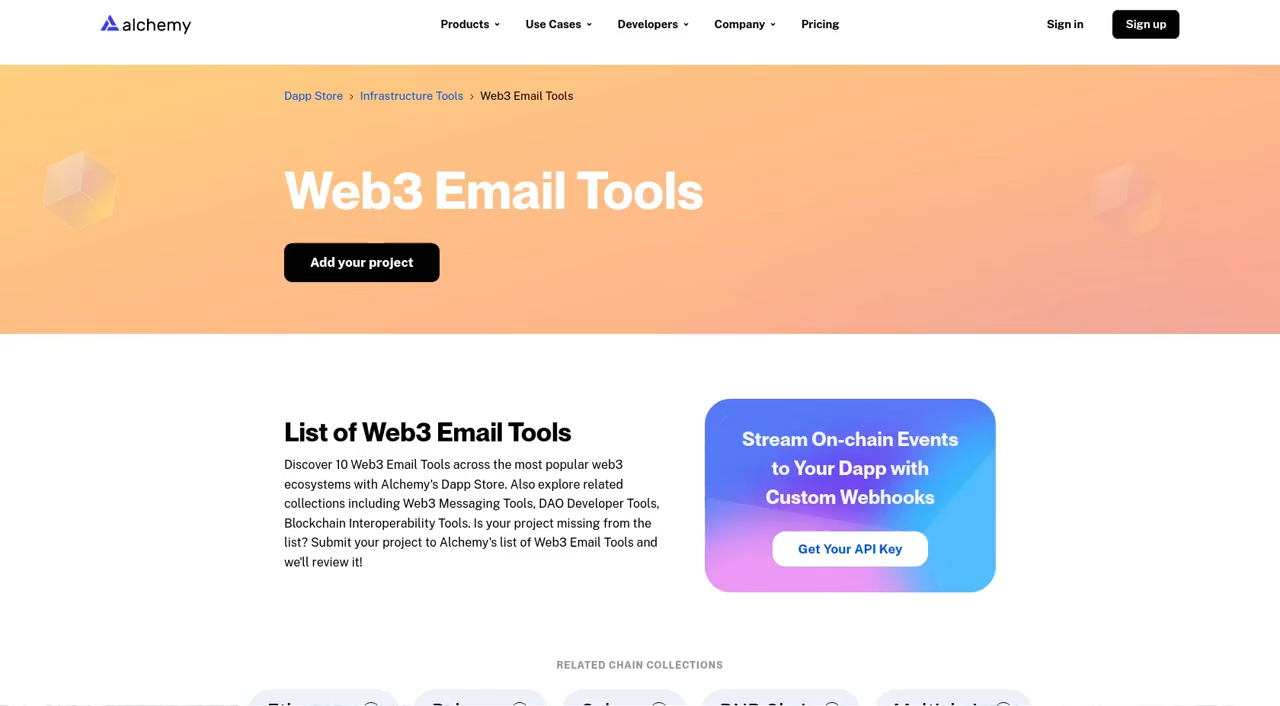 alchemy
Products
Use Cases
Developers
Company
Pricing
Sign in
Sign up
Dapp Store > Infrastructure Tools > Web3 Email Tools
Web3 Email Tools
Add your project
List of Web3 Email Tools
Discover 10 Web3 Email Tools across the most popular web3
ecosystems with Alchemy's Dapp Store. Also explore related
collections including Web3 Messaging Tools, DAO Developer Tools,
Blockchain Interoperability Tools. Is your project missing from the
list? Submit your project to Alchemy's list of Web3 Email Tools and
we'll review it!
Stream On-chain Events
to Your Dapp with
Custom Webhooks
Get Your API Key
RELATED CHAIN COLLECTIONS